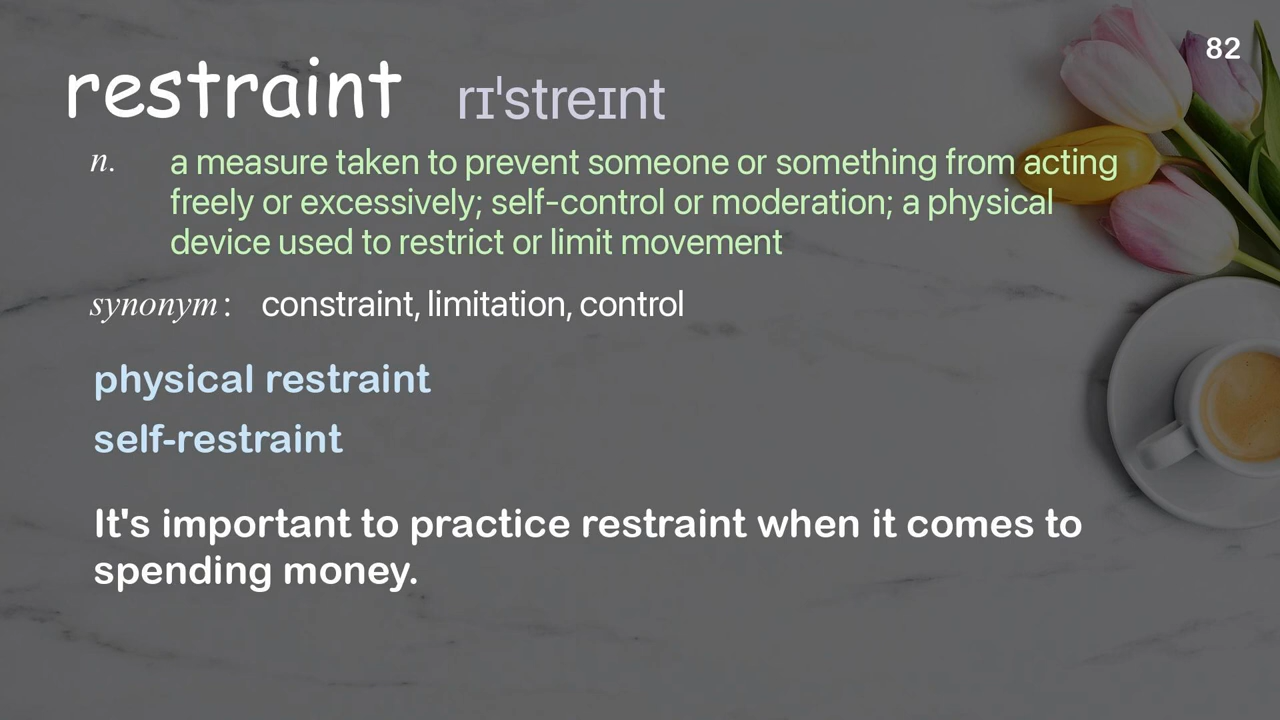 82
restraint rɪˈstreɪnt
n. a measure taken to prevent someone or something from acting
freely or excessively; self-control or moderation; a physical
device used to restrict or limit movement
synonym: constraint, limitation, control
physical restraint
self-restraint
It's important to practice restraint when it comes to
spending money.